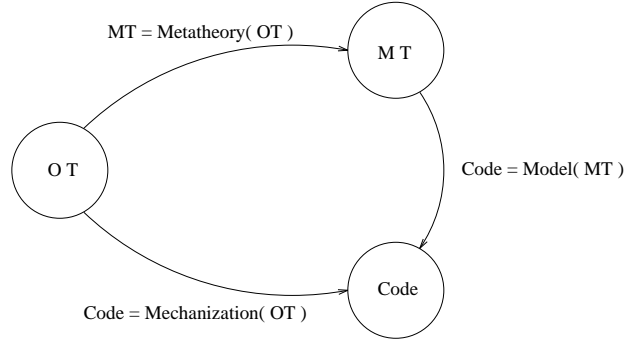 MT = Metatheory( OT )
M T
O T
Code = Model( MT )
Code
Code = Mechanization( OT )